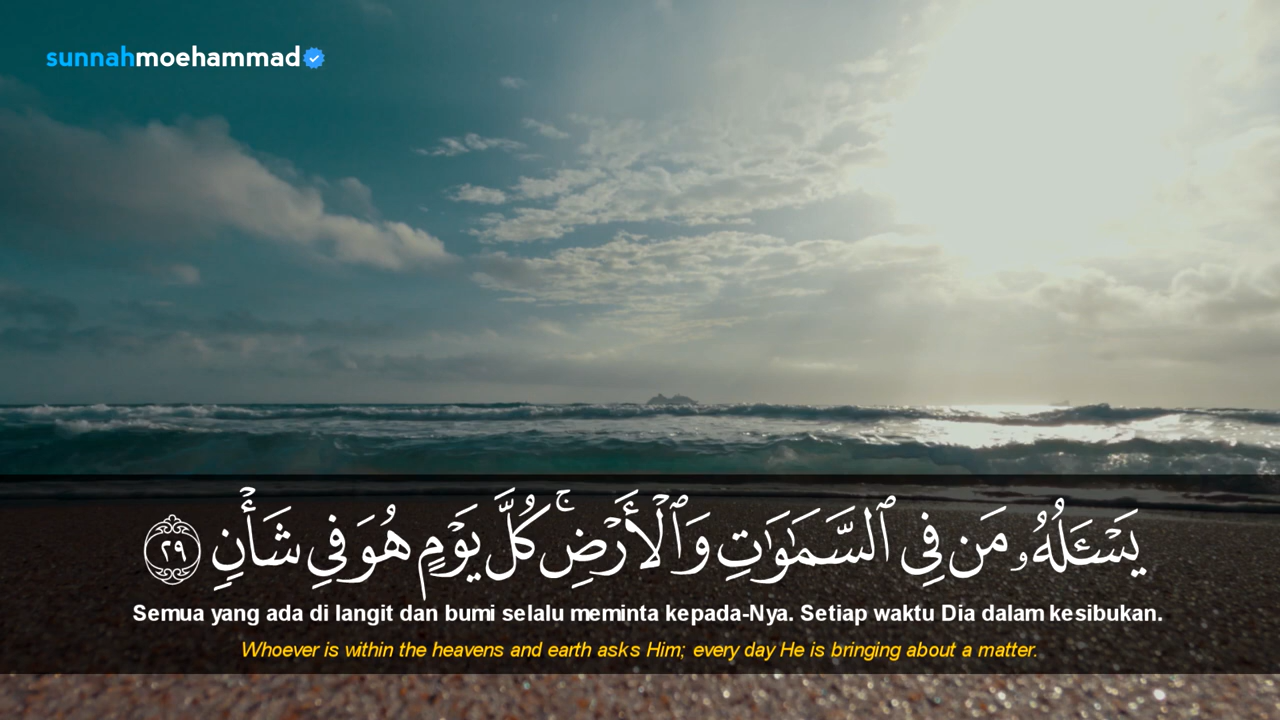 sunnahmoehammad
يَسْـَٔلُهُۥ مَن فِى ٱلسَّمَٰوَٰتِ وَٱلْأَرْضِ ۚ كُلَّ يَوْمٍ هُوَ فِى شَأْنٍ ٢٩
Semua yang ada di langit dan bumi selalu meminta kepada-Nya. Setiap waktu Dia dalam kesibukan.
Whoever is within the heavens and earth asks Him; every day He is bringing about a matter.